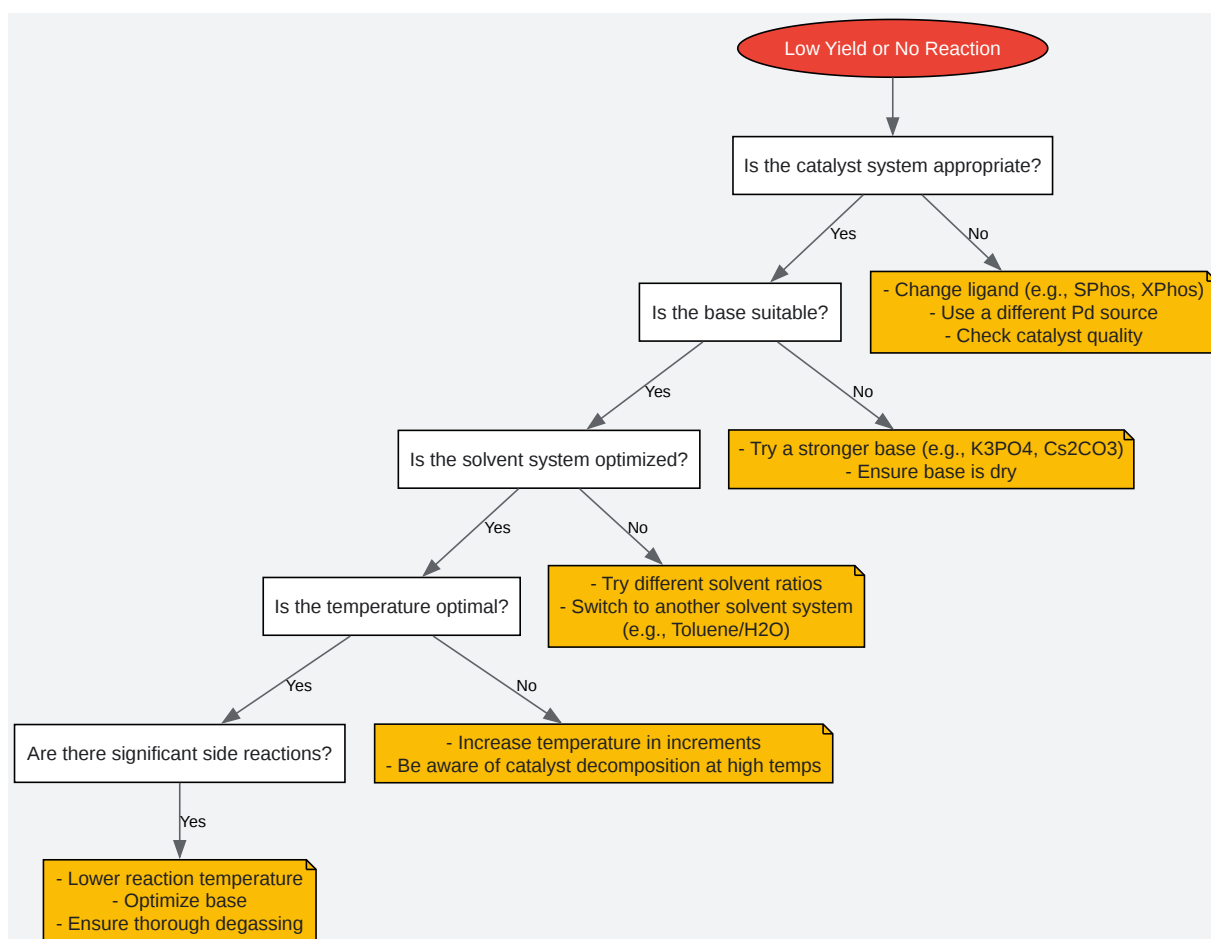 Low Yield or No Reaction
Is the catalyst system appropriate?
Yes
No
Is the base suitable?
- Change ligand (e.g., SPhos, XPhos)
- Use a different Pd source
- Check catalyst quality
Yes
No
Is the solvent system optimized?
- Try a stronger base (e.g., K3PO4, Cs2CO3)
- Ensure base is dry
Yes
No
Is the temperature optimal?
- Try different solvent ratios
- Switch to another solvent system
(e.g., Toluene/H2O)
Yes
No
Are there significant side reactions?
- Increase temperature in increments
- Be aware of catalyst decomposition at high temps
Yes
- Lower reaction temperature
- Optimize base
- Ensure thorough degassing